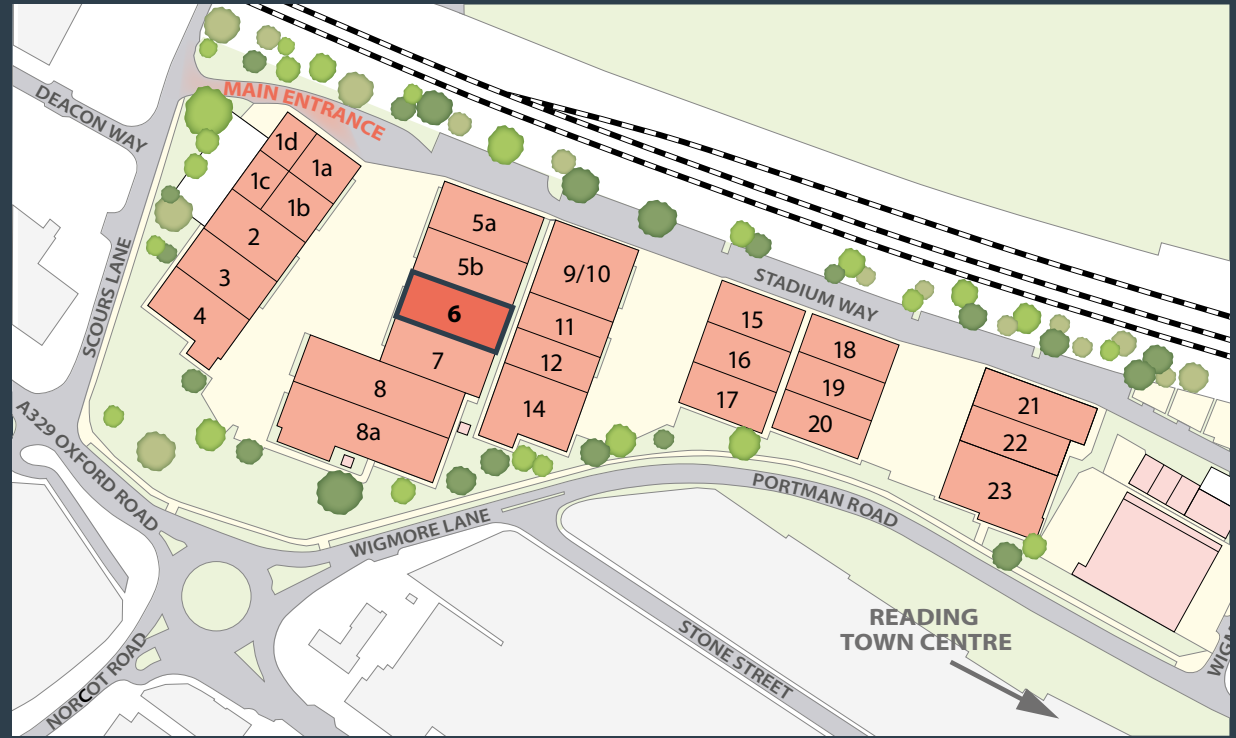 DEACON WAY
MAIN ENTRANCE
1d
1a
1c
1b
2
3
4
5a
5b
6
7
8
8a
9/10
11
12
14
15
16
17
18
19
20
21
22
23
STADIUM WAY
SCOURS LANE
A329 OXFORD ROAD
WIGMORE LANE
PORTMAN ROAD
STONE STREET
NORCOT ROAD
READING
TOWN CENTRE
WIGM